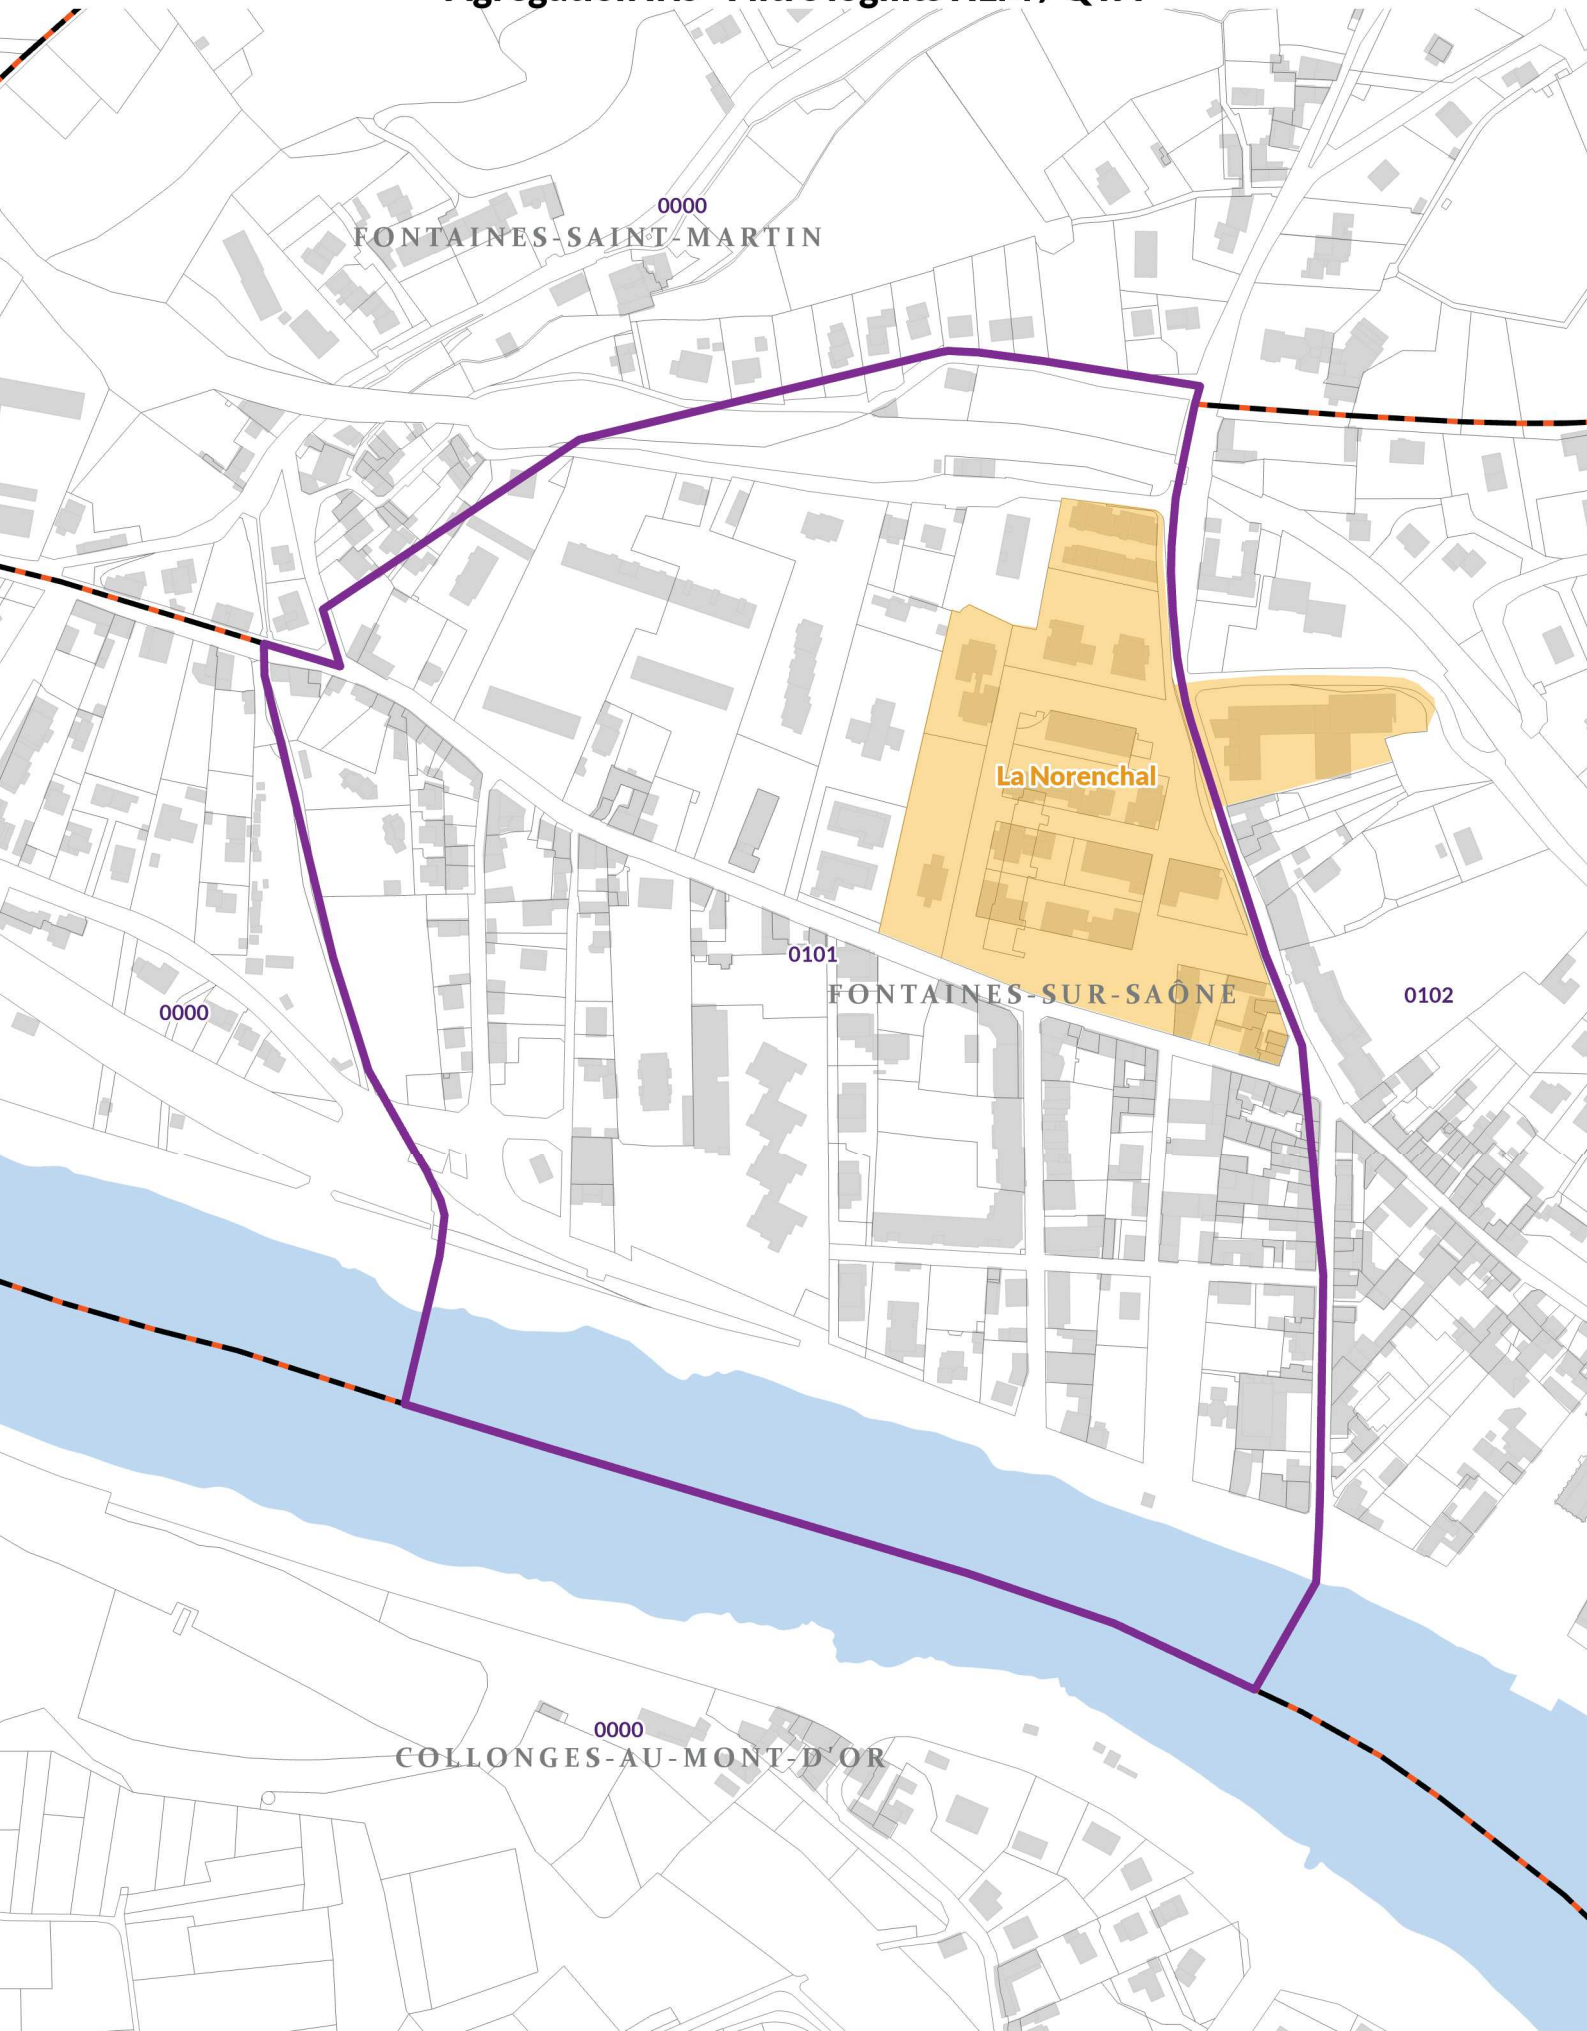 0000
FONTAINES-SAINT-MARTIN
La Norenchal
0101
FONTAINES-SUR-SAÔNE
0102
0000
0000
COLLONGES-AU-MONT-D'OR